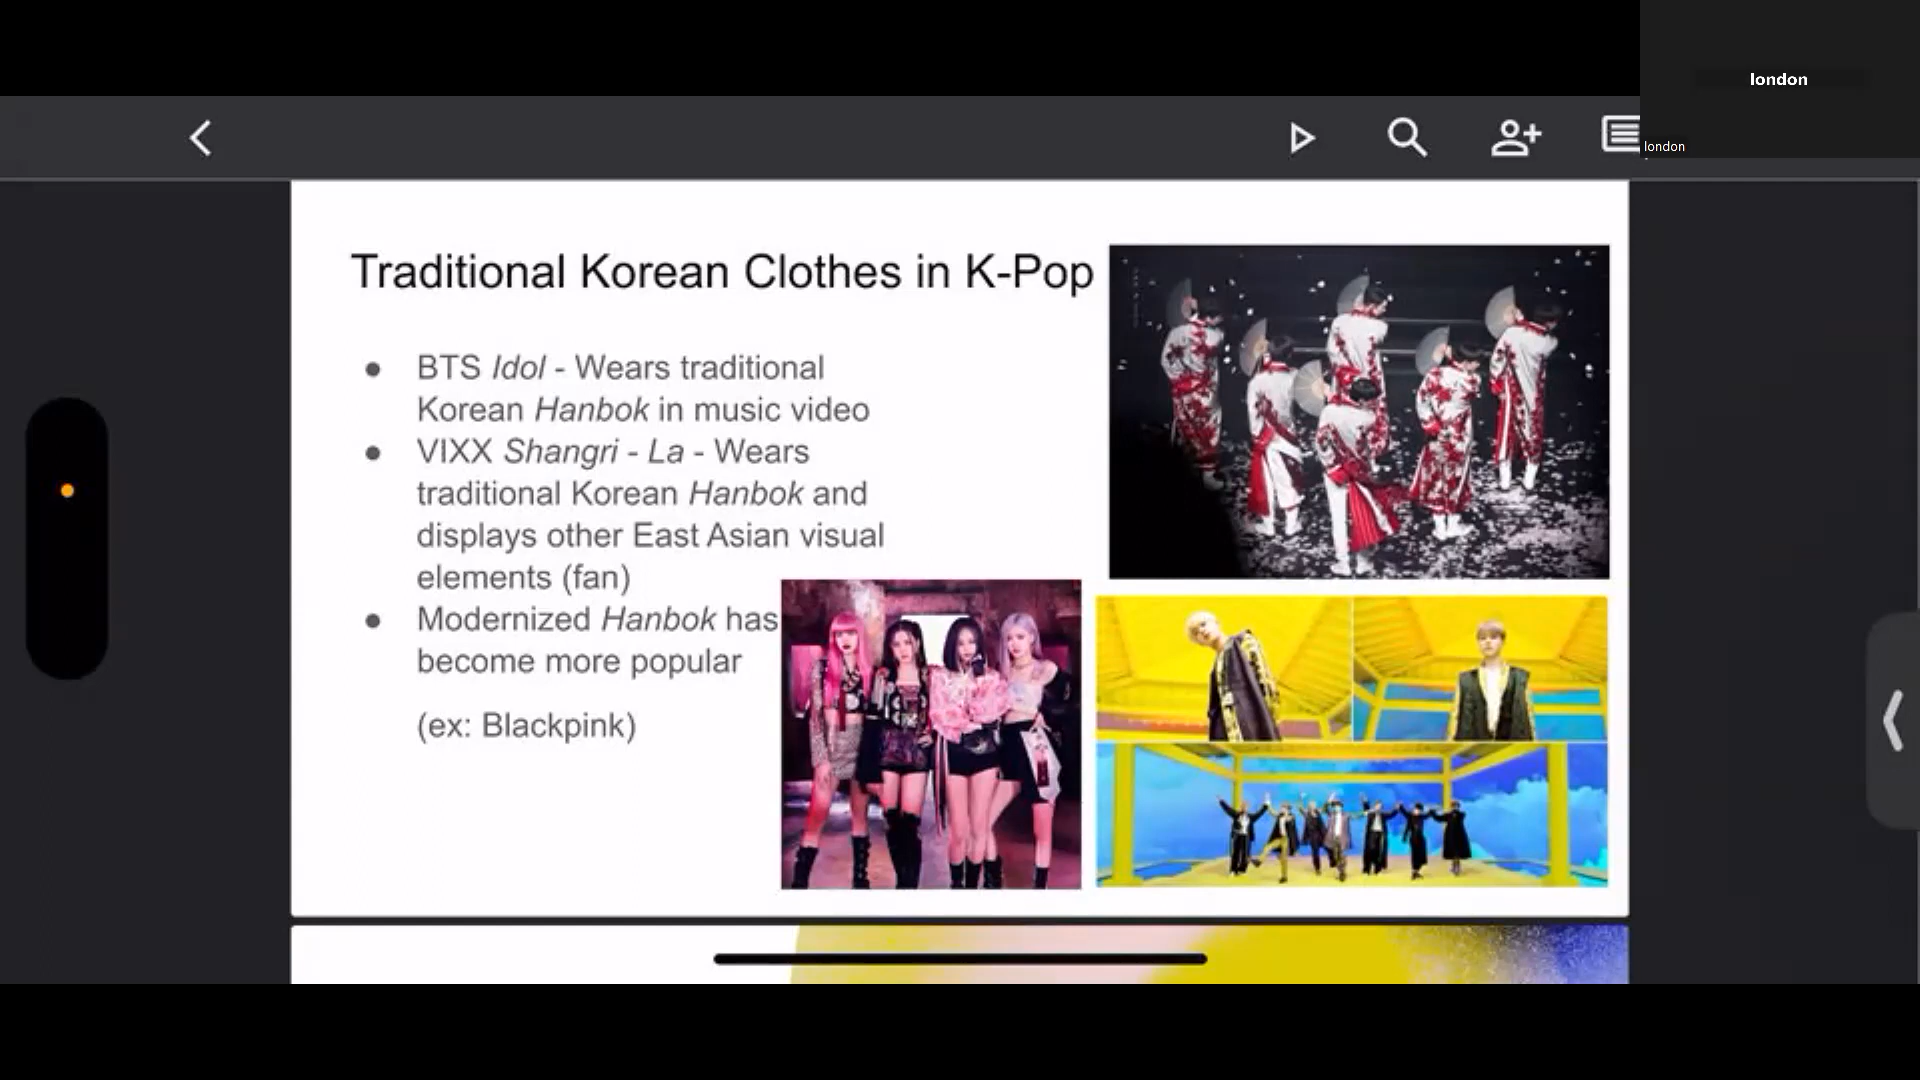 london
london
Traditional Korean Clothes in K-Pop
● BTS Idol - Wears traditional
Korean Hanbok in music video
● VIXX Shangri - La - Wears
traditional Korean Hanbok and
displays other East Asian visual
elements (fan)
● Modernized Hanbok has
become more popular
(ex: Blackpink)